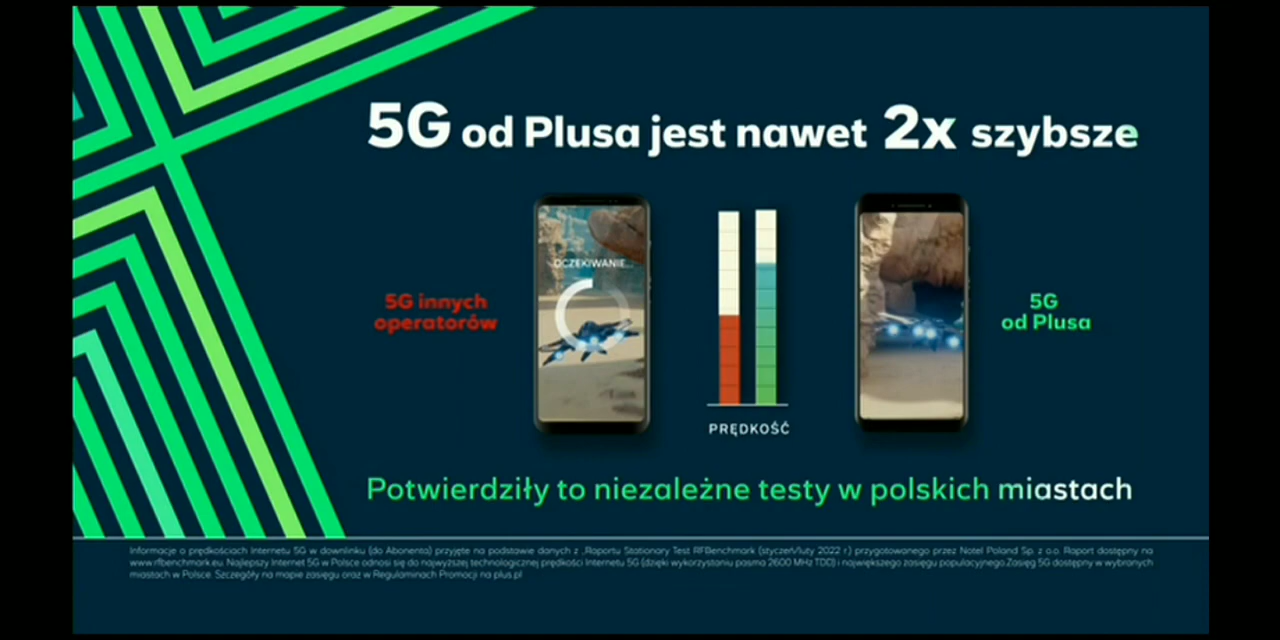 5G od Plusa jest nawet 2x szybsze
OCZEKIWANIE...
5G innych
operatorów
5G
od Plusa
PRĘDKOŚĆ
Potwierdziły to niezależne testy w polskich miastach
Informacje o prędkościach Internetu 5G w downlinku (do Abonenta) przyjęte na podstawie danych z „Raportu Stationary Test RFBenchmark (styczeń/luty 2022 r.) przygotowanego przez Notel Poland Sp. z o.o. Raport dostępny na
www.rfbenchmark.eu. Najlepszy Internet 5G w Polsce odnosi się do najwyższej technologicznej prędkości Internetu 5G (dzięki wykorzystaniu pasma 2600 MHz TDD) i największego zasięgu populacyjnego.Zasięg 5G dostępny w wybranych
miastach w Polsce. Szczegóły na mapie zasięgu oraz w Regulaminach Promocji na plus.pl